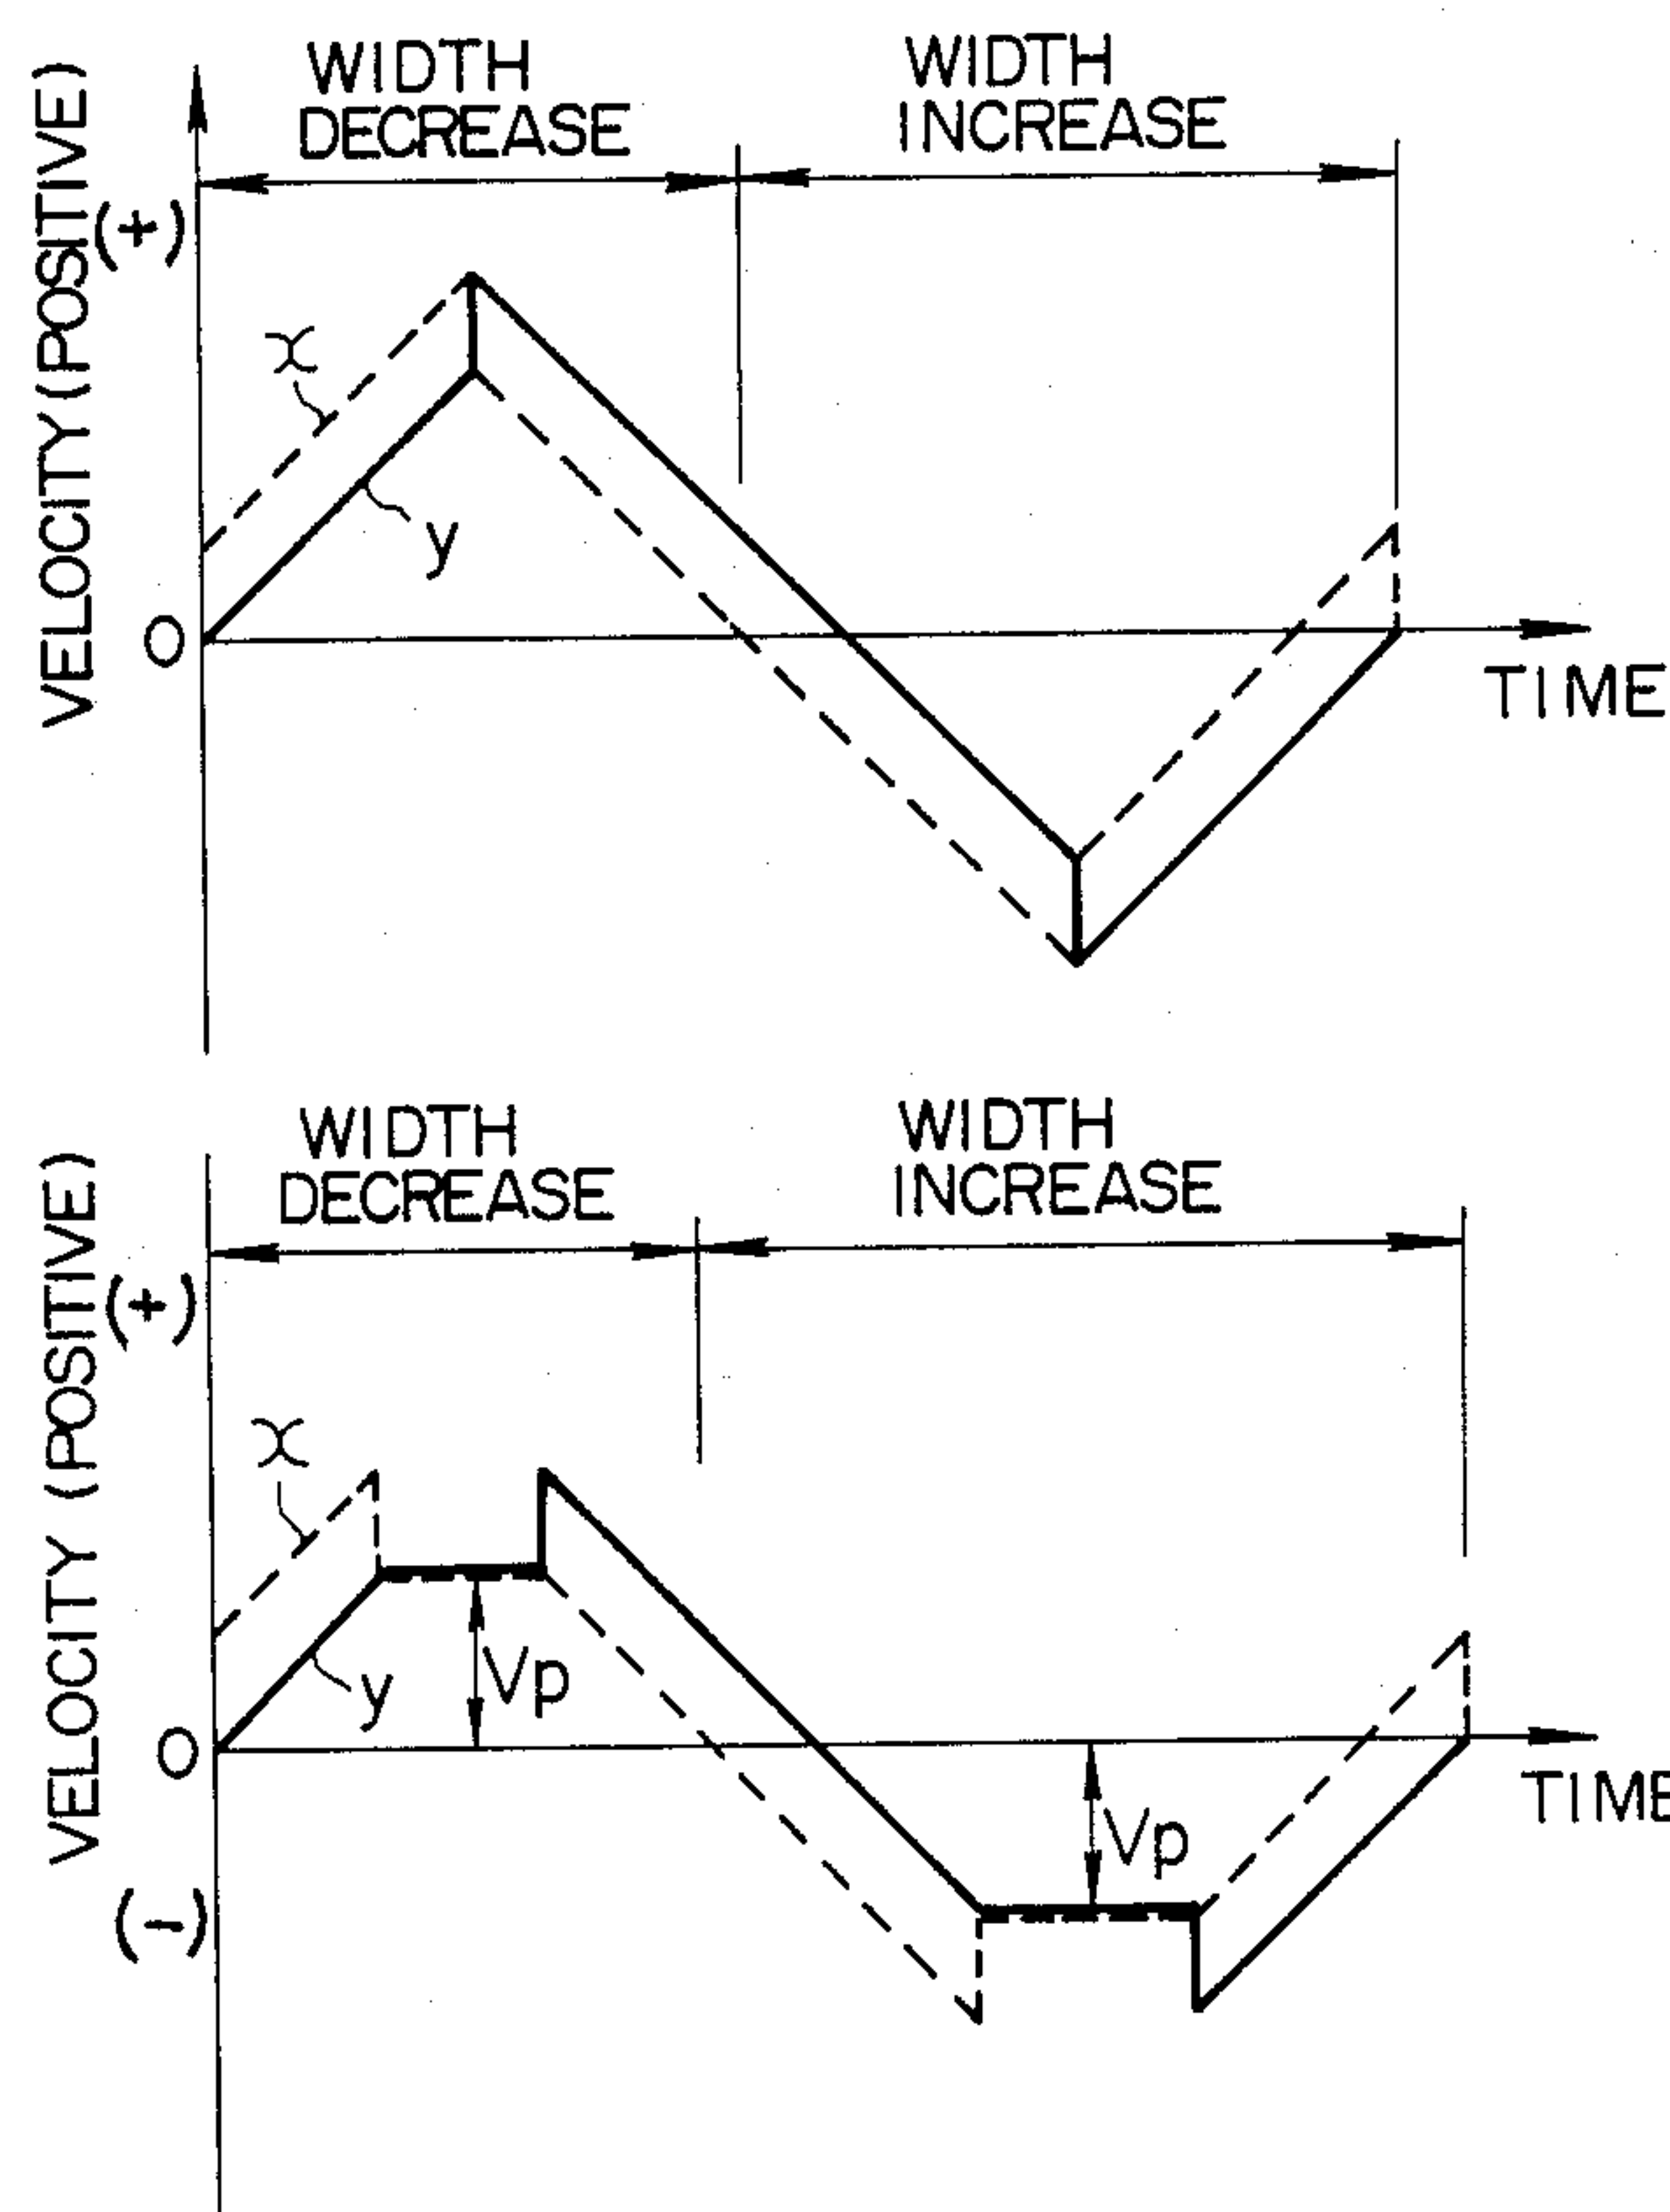 WIDTH
DECREASE
WIDTH
INCREASE
VELOCITY (POSITIVE)
(+)
x
y
O
TIME
WIDTH
DECREASE
WIDTH
INCREASE
VELOCITY (POSITIVE)
(+)
x
y
Vp
O
TIME
Vp
(-)